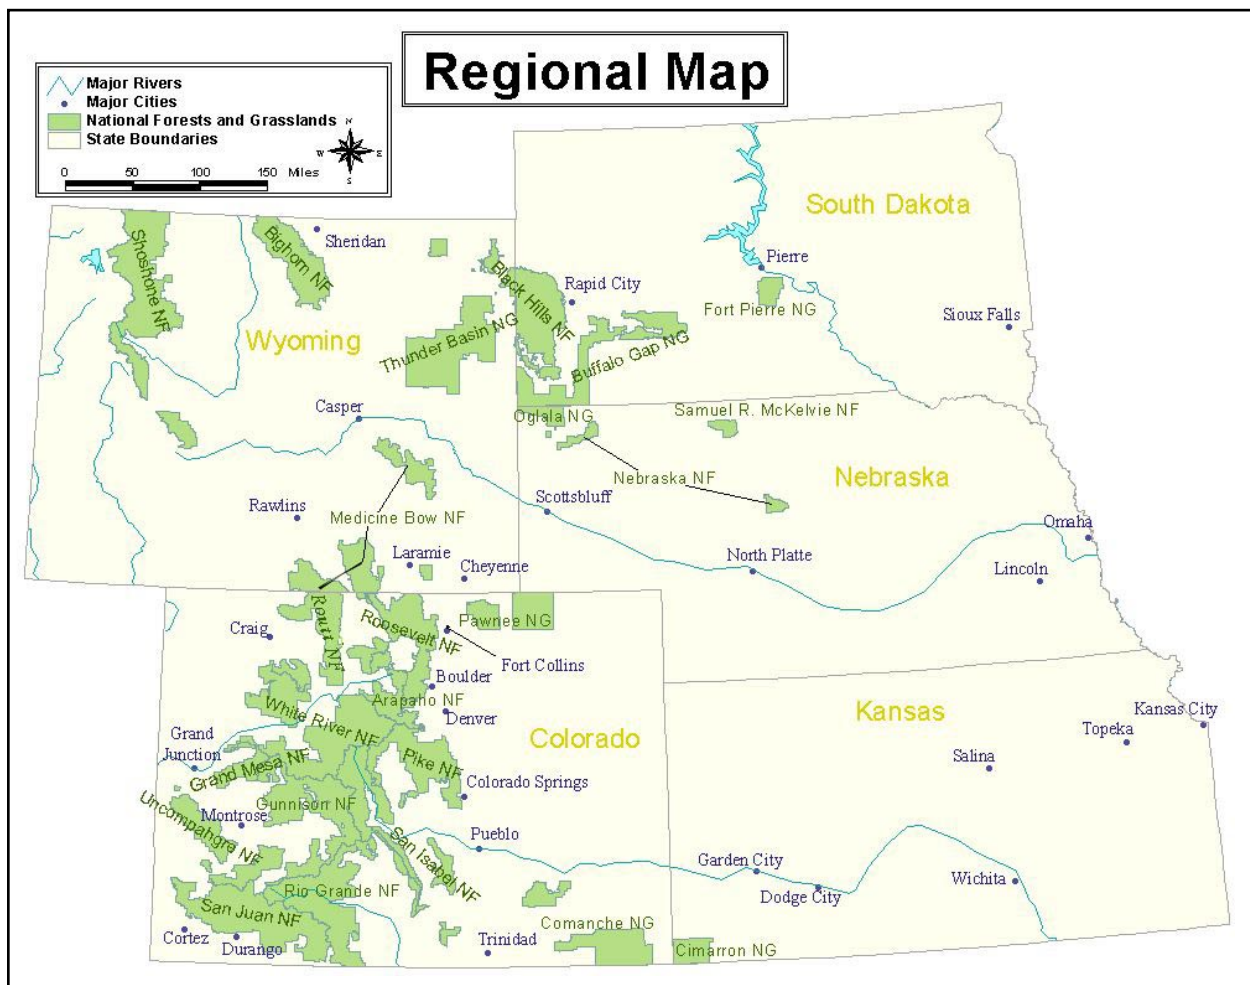 Regional Map
Major Rivers
Major Cities
National Forests and Grasslands
State Boundaries
N
W
E
S
0
50
100
150
Miles
South Dakota
Shoshone NF
Bighorn NF
Sheridan
Black Hills NF
Rapid City
Pierre
Fort Pierre NG
Sioux Falls
Wyoming
Thunder Basin NG
Buffalo Gap NG
Casper
Oglala NG
Samuel R. McKelvie NF
Nebraska NF
Nebraska
Scottsbluff
Rawlins
Medicine Bow NF
Laramie
Cheyenne
North Platte
Omaha
Lincoln
Craig
Routt NF
Roosevelt NF
Pawnee NG
Fort Collins
Boulder
Arapaho NF
Denver
White River NF
Colorado
Kansas
Kansas City
Topeka
Salina
Grand
Junction
Grand Mesa NF
Pike NF
Colorado Springs
Gunnison NF
Montrose
Uncompahgre NF
Pueblo
San Isabel NF
Garden City
Dodge City
Wichita
Rio Grande NF
San Juan NF
Cortez
Durango
Trinidad
Comanche NG
Cimarron NG